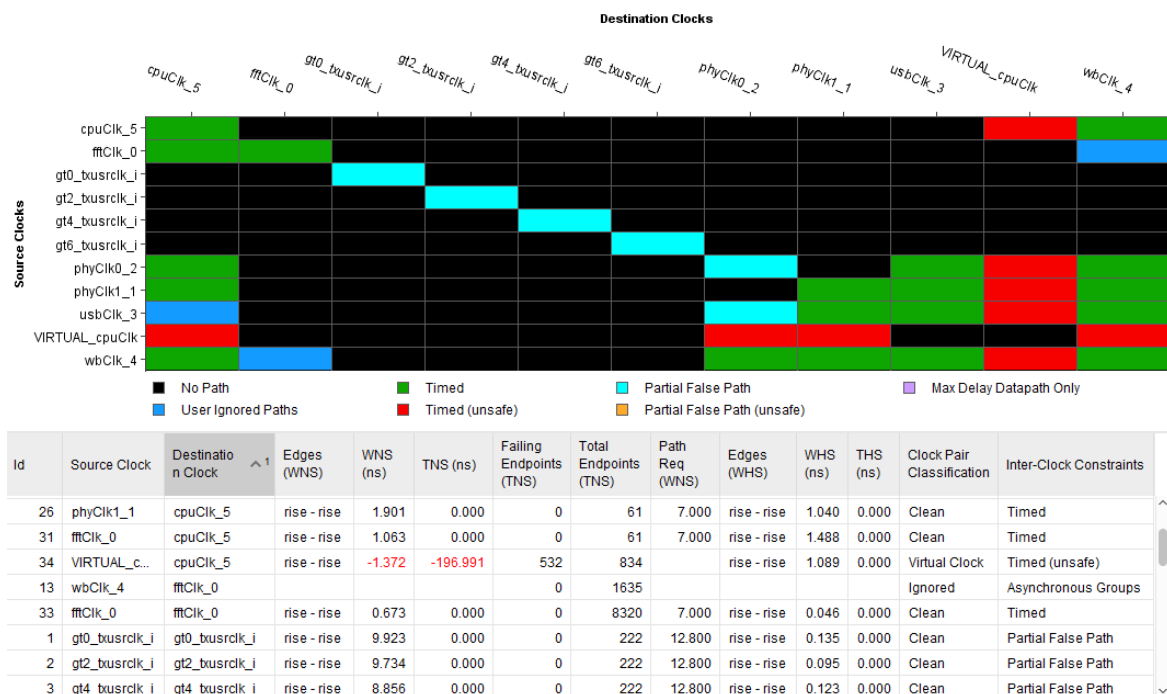 Destination Clocks
cpuClk_5 fftClk_0 gt0_txusrclk_i gt2_txusrclk_i gt4_txusrclk_i gt6_txusrclk_i phyClk0_2 phyClk1_1 usbClk_3 VIRTUAL_cpuClk wbClk_4
Source Clocks
cpuClk_5
fftClk_0
gt0_txusrclk_i
gt2_txusrclk_i
gt4_txusrclk_i
gt6_txusrclk_i
phyClk0_2
phyClk1_1
usbClk_3
VIRTUAL_cpuClk
wbClk_4
No Path Timed Partial False Path Max Delay Datapath Only
User Ignored Paths Timed (unsafe) Partial False Path (unsafe)
Id Source Clock Destinatio n Clock 1 Edges (WNS) WNS (ns) TNS (ns) Failing Endpoints (TNS) Total Endpoints (TNS) Path Req (WNS) Edges (WHS) WHS (ns) THS (ns) Clock Pair Classification Inter-Clock Constraints
26 phyClk1_1 cpuClk_5 rise - rise 1.901 0.000 0 61 7.000 rise - rise 1.040 0.000 Clean Timed
31 fftClk_0 cpuClk_5 rise - rise 1.063 0.000 0 61 7.000 rise - rise 1.488 0.000 Clean Timed
34 VIRTUAL_c... cpuClk_5 rise - rise -1.372 -196.991 532 834 rise - rise 1.089 0.000 Virtual Clock Timed (unsafe)
13 wbClk_4 fftClk_0 0 1635 Ignored Asynchronous Groups
33 fftClk_0 fftClk_0 rise - rise 0.673 0.000 0 8320 7.000 rise - rise 0.046 0.000 Clean Timed
1 gt0_txusrclk_i gt0_txusrclk_i rise - rise 9.923 0.000 0 222 12.800 rise - rise 0.135 0.000 Clean Partial False Path
2 gt2_txusrclk_i gt2_txusrclk_i rise - rise 9.734 0.000 0 222 12.800 rise - rise 0.095 0.000 Clean Partial False Path
3 gt4_txusrclk_i gt4_txusrclk_i rise - rise 8.856 0.000 0 222 12.800 rise - rise 0.123 0.000 Clean Partial False Path